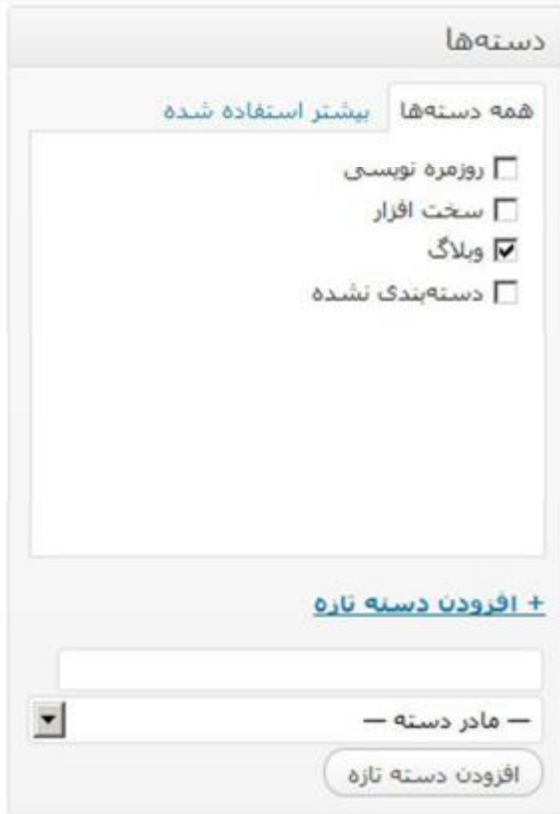 دسته‌ها
همه دسته‌ها بیشتر استفاده شده
روزمره نویسی
سخت افزار
وبلاگ
دسته‌بندی نشده
+ افزودن دسته تازه
— مادر دسته —
افزودن دسته تازه